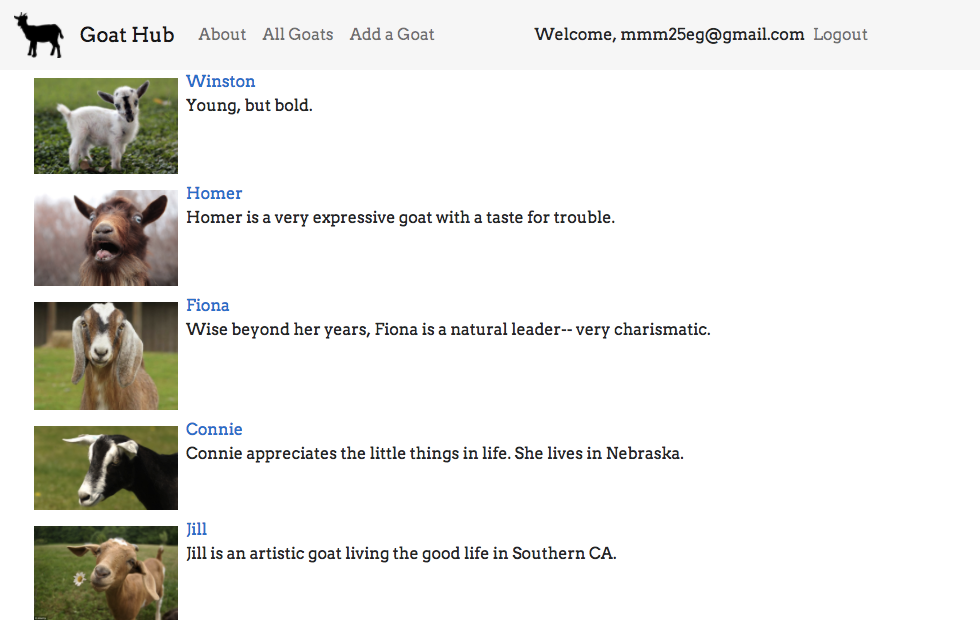 Goat Hub About All Goats Add a Goat Welcome, mmm25eg@gmail.com Logout
Winston
Young, but bold.
Homer
Homer is a very expressive goat with a taste for trouble.
Fiona
Wise beyond her years, Fiona is a natural leader-- very charismatic.
Connie
Connie appreciates the little things in life. She lives in Nebraska.
Jill
Jill is an artistic goat living the good life in Southern CA.